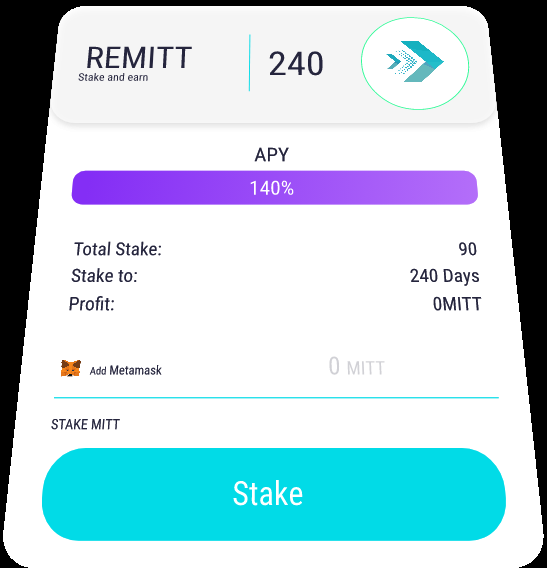 REMITT
Stake and earn
240
APY
140%
Total Stake: 90
Stake to: 240 Days
Profit: 0MITT
Add Metamask 0 MITT
STAKE MITT
Stake